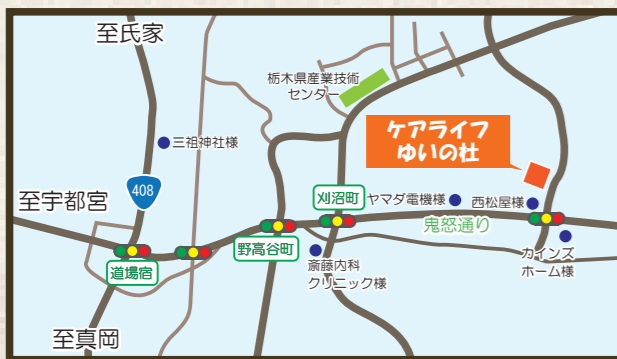 至氏家
栃木県産業技術
センター
三祖神社様
ケアライフ
ゆいの杜
408
刈沼町
ヤマダ電機様
西松屋様
至宇都宮
鬼怒通り
野高谷町
道場宿
斎藤内科
クリニック様
カインズ
ホーム様
至真岡